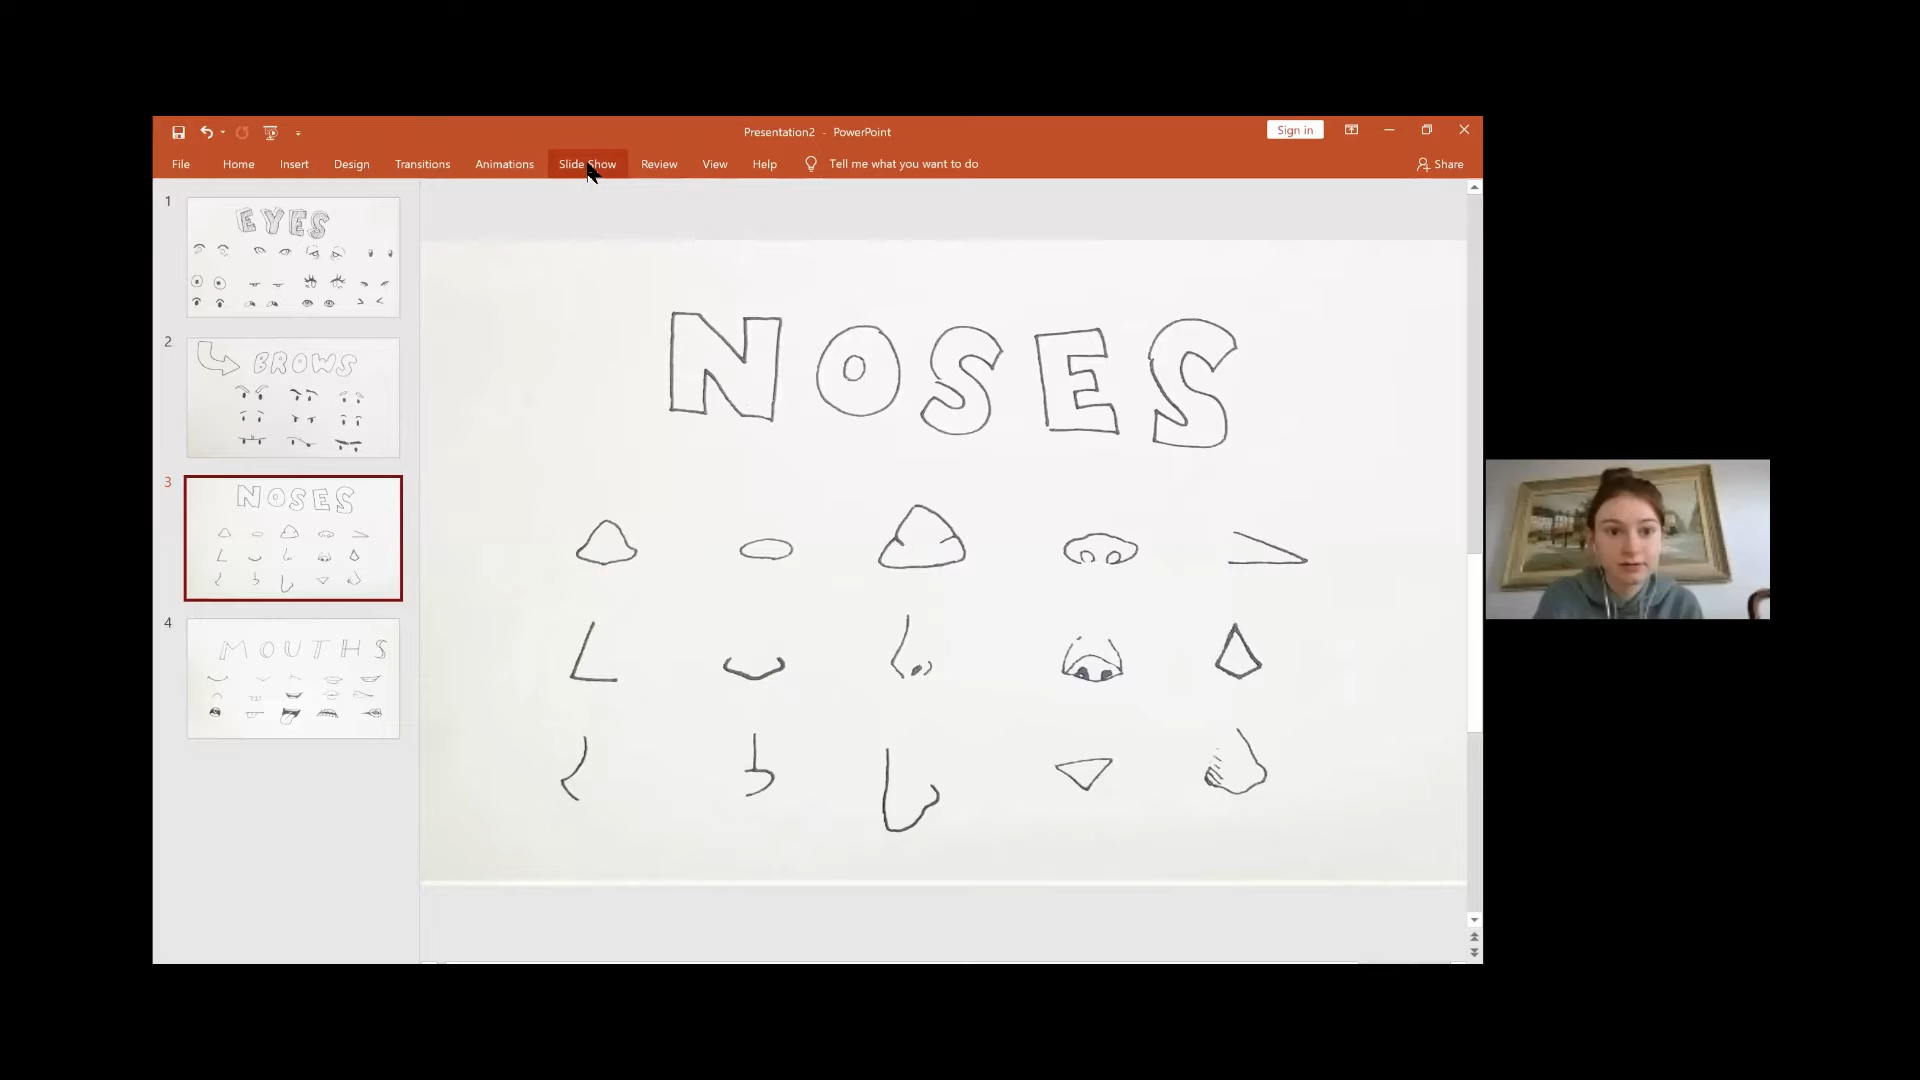 Presentation2 - PowerPoint
Sign in
File Home Insert Design Transitions Animations Slide Show Review View Help Tell me what you want to do Share
1
EYES
2
BROWS
3
NOSES
4
MOUTHS
NOSES